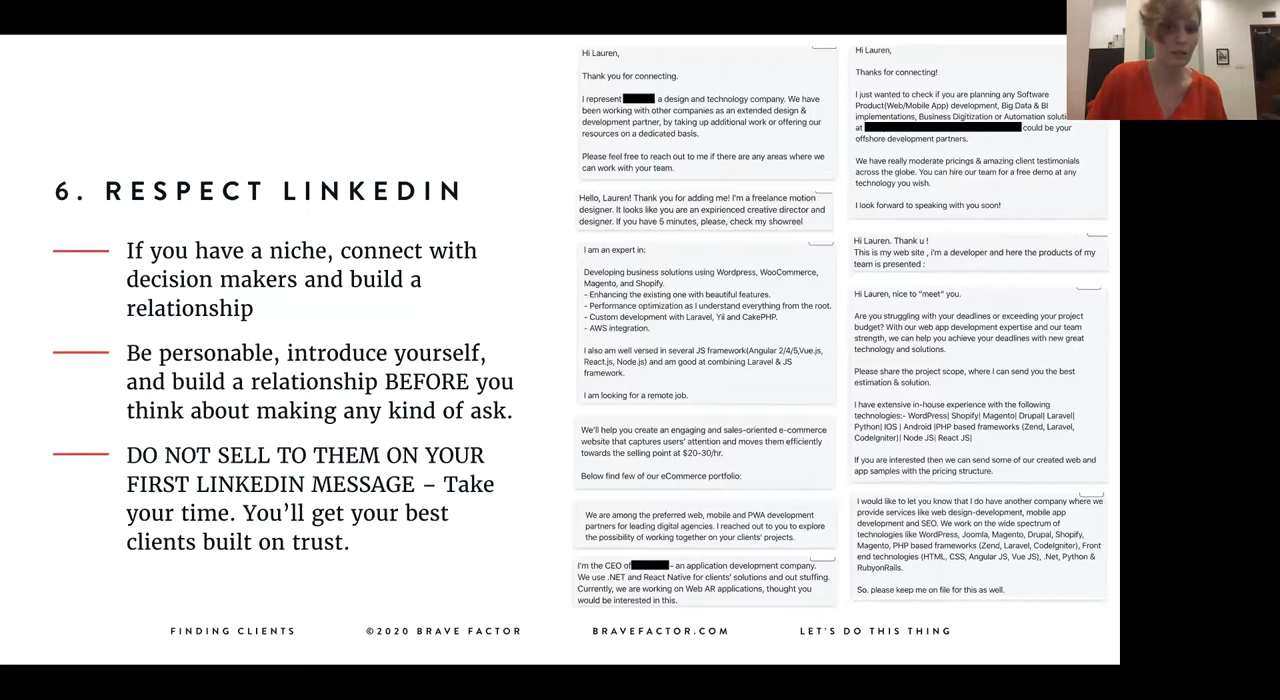 6. RESPECT LINKEDIN
If you have a niche, connect with
decision makers and build a
relationship
Be personable, introduce yourself,
and build a relationship BEFORE you
think about making any kind of ask.
DO NOT SELL TO THEM ON YOUR
FIRST LINKEDIN MESSAGE – Take
your time. You’ll get your best
clients built on trust.
Hi Lauren,
Thank you for connecting.
I represent a design and technology company. We have
been working with other companies as an extended design &
development partner, by taking up additional work or offering our
resources on a dedicated basis.
Please feel free to reach out to me if there are any areas where we
can work with your team.
Hello, Lauren! Thank you for adding me! I'm a freelance motion
designer. It looks like you are an expirienced creative director and
designer. If you have 5 minutes, please, check my showreel
I am an expert in:
Developing business solutions using Wordpress, WooCommerce,
Magento, and Shopify.
- Enhancing the existing one with beautiful features.
- Performance optimization as I understand everything from the root.
- Custom development with Laravel, Yii and CakePHP.
- AWS integration.
I also am well versed in several JS framework(Angular 2/4/5,Vue.js,
React.js, Node.js) and am good at combining Laravel & JS
framework.
I am looking for a remote job.
We'll help you create an engaging and sales-oriented e-commerce
website that captures users' attention and moves them efficiently
towards the selling point at $20-30/hr.
Below find few of our eCommerce portfolio:
We are among the preferred web, mobile and PWA development
partners for leading digital agencies. I reached out to you to explore
the possibility of working together on your clients' projects.
I'm the CEO of - an application development company.
We use .NET and React Native for clients' solutions and out stuffing.
Currently, we are working on Web AR applications, thought you
would be interested in this.
Hi Lauren,
Thanks for connecting!
I just wanted to check if you are planning any Software
Product(Web/Mobile App) development, Big Data & BI
implementations, Business Digitization or Automation
at could be your
offshore development partners.
We have really moderate pricings & amazing client testimonials
across the globe. You can hire our team for a free demo at any
technology you wish.
I look forward to speaking with you soon!
Hi Lauren. Thank u !
This is my web site , i'm a developer and here the products of my
team is presented :
Hi Lauren, nice to “meet” you.
Are you struggling with your deadlines or exceeding your project
budget? With our web app development expertise and our team
strength, we can help you achieve your deadlines with new great
technology and solutions.
Please share the project scope, where I can send you the best
estimation & solution.
I have extensive in-house experience with the following
technologies:- WordPress| Shopify| Magento| Drupal| Laravel|
Python| IOS | Android |PHP based frameworks (Zend, Laravel,
CodeIgniter)| Node JS| React JS|
If you are interested then we can send some of our created web and
app samples with the pricing structure.
I would like to let you know that I do have another company where we
provide services like web design-development, mobile app
development and SEO. We work on the wide spectrum of
technologies like WordPress, Joomla, Magento, Drupal, Shopify,
Magento, PHP based frameworks (Zend, Laravel, CodeIgniter), Front
end technologies (HTML, CSS, Angular JS, Vue JS), .Net, Python &
RubyonRails.
So. please keep me on file for this as well.
FINDING CLIENTS
©2020 BRAVE FACTOR
BRAVEFACTOR.COM
LET'S DO THIS THING